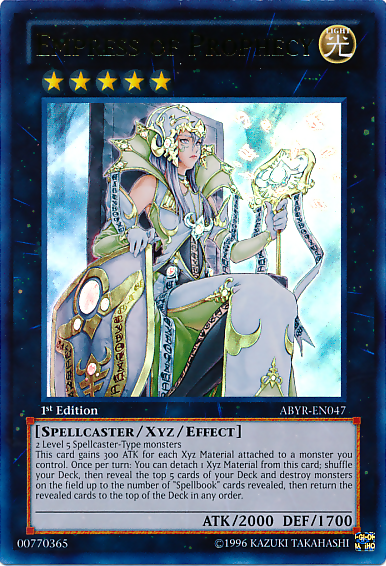 EMPRESS OF PROPHECY
LIGHT
光
1st Edition
ABYR-EN047
[SPELLCASTER/XYZ/EFFECT]
2 Level 5 Spellcaster-Type monsters
This card gains 300 ATK for each Xyz Material attached to a monster you
control. Once per turn: You can detach 1 Xyz Material from this card; shuffle
your Deck, then reveal the top 5 cards of your Deck and destroy monsters
on the field up to the number of "Spellbook" cards revealed, then return the
revealed cards to the top of the Deck in any order.
ATK/2000 DEF/1700
00770365
©1996 KAZUKI TAKAHASHI